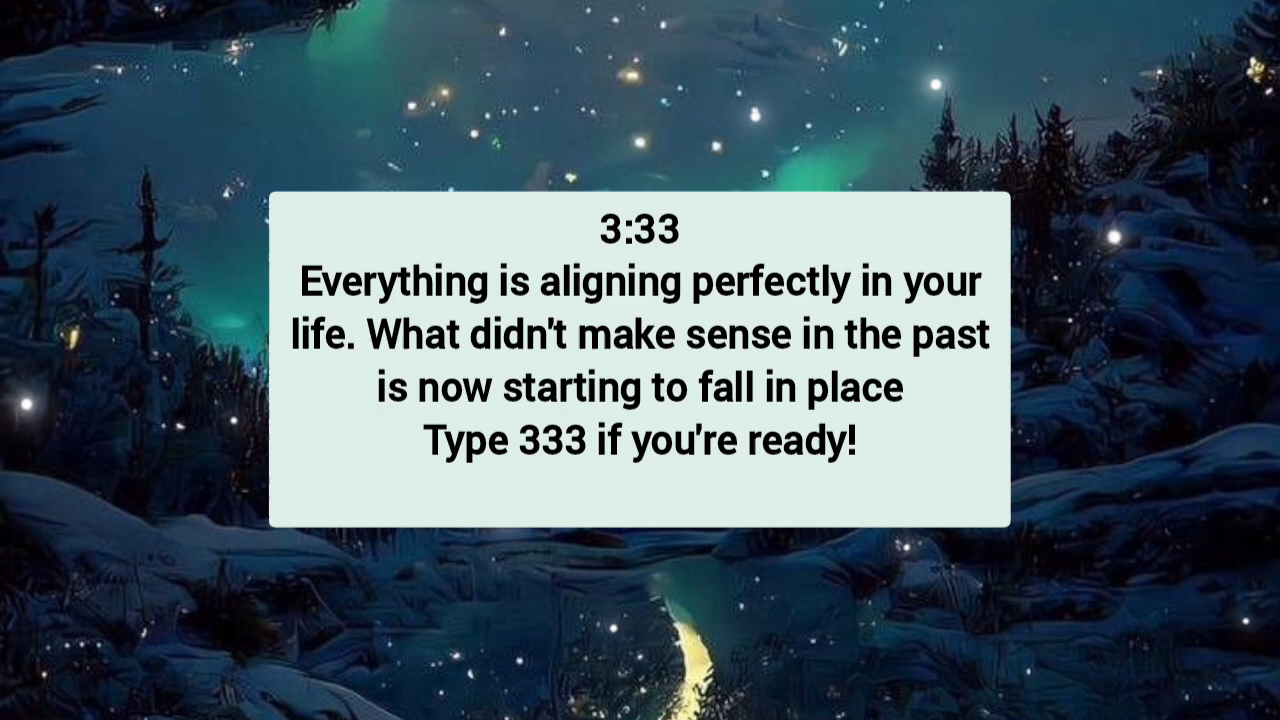 3:33
Everything is aligning perfectly in your
life. What didn't make sense in the past
is now starting to fall in place
Type 333 if you're ready!